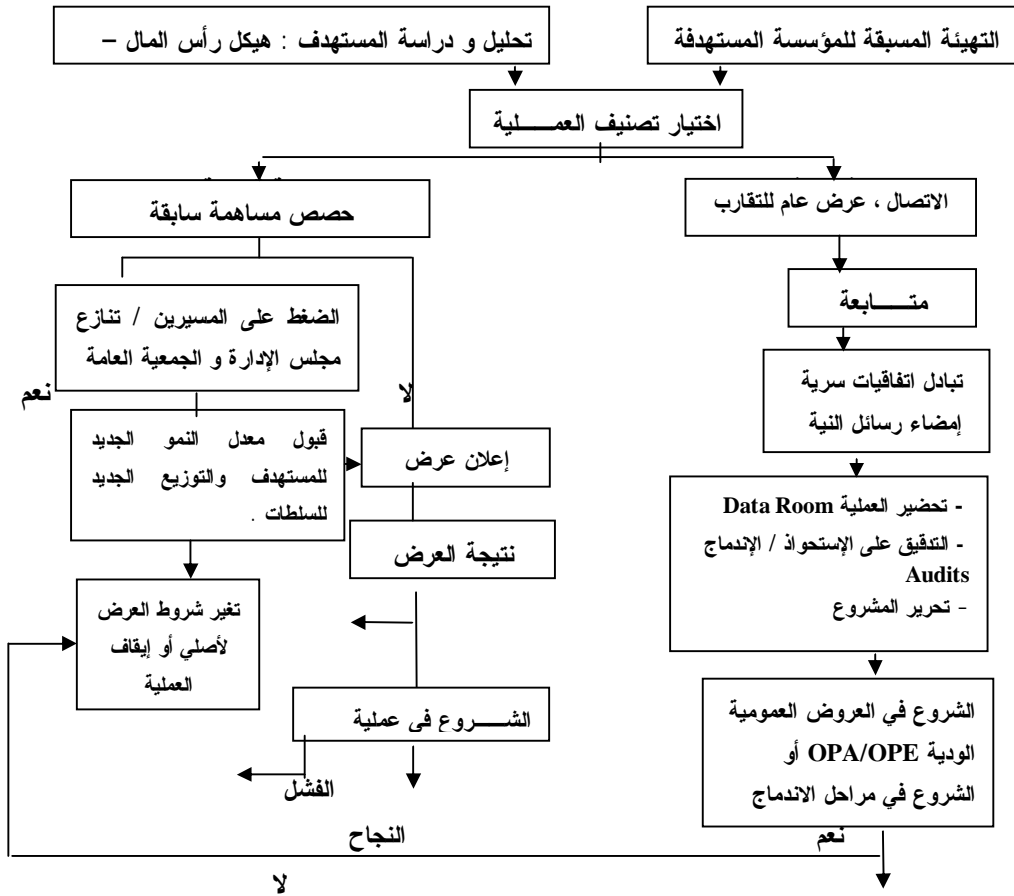 التهيئة المسبقة للمؤسسة المستهدفة
تحليل و دراسة المستهدف : هيكل رأس المال –
اختيار تصنيف العمـــــلية
الاتصال ، عرض عام للتقارب
حصص مساهمة سابقة
متـــــابعة
الضغط على المسيرين / تنازع
مجلس الإدارة و الجمعية العامة
نعم
لا
تبادل اتفاقيات سرية
إمضاء رسائل النية
قبول معدل النمو الجديد
للمستهدف والتوزيع الجديد
للسلطات .
إعلان عرض
نتيجة العرض
- تحضير العملية Data Room
- التدقيق على الإستحواذ / الإندماج
Audits
- تحرير المشروع
تغير شروط العرض
لأصلي أو إيقاف
العملية
الشـــــروع في عملية
الفشل
الشروع في العروض العمومية
الودية OPA/OPE أو
الشروع في مراحل الاندماج
نعم
النجاح
لا